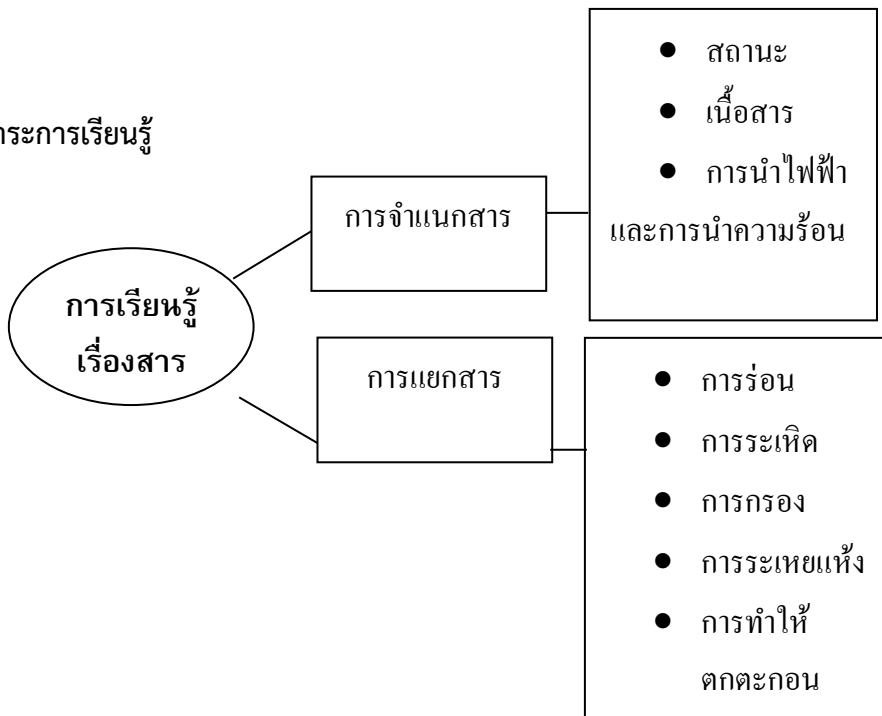 าระการเรียนรู้
การเรียนรู้
เรื่องสาร
การจำแนกสาร
● สถานะ
● เนื้อสาร
● การนำไฟฟ้า
และการนำความร้อน
การแยกสาร
● การร่อน
● การระเหิด
● การกรอง
● การระเหยแห้ง
● การทำให้
ตกตะกอน